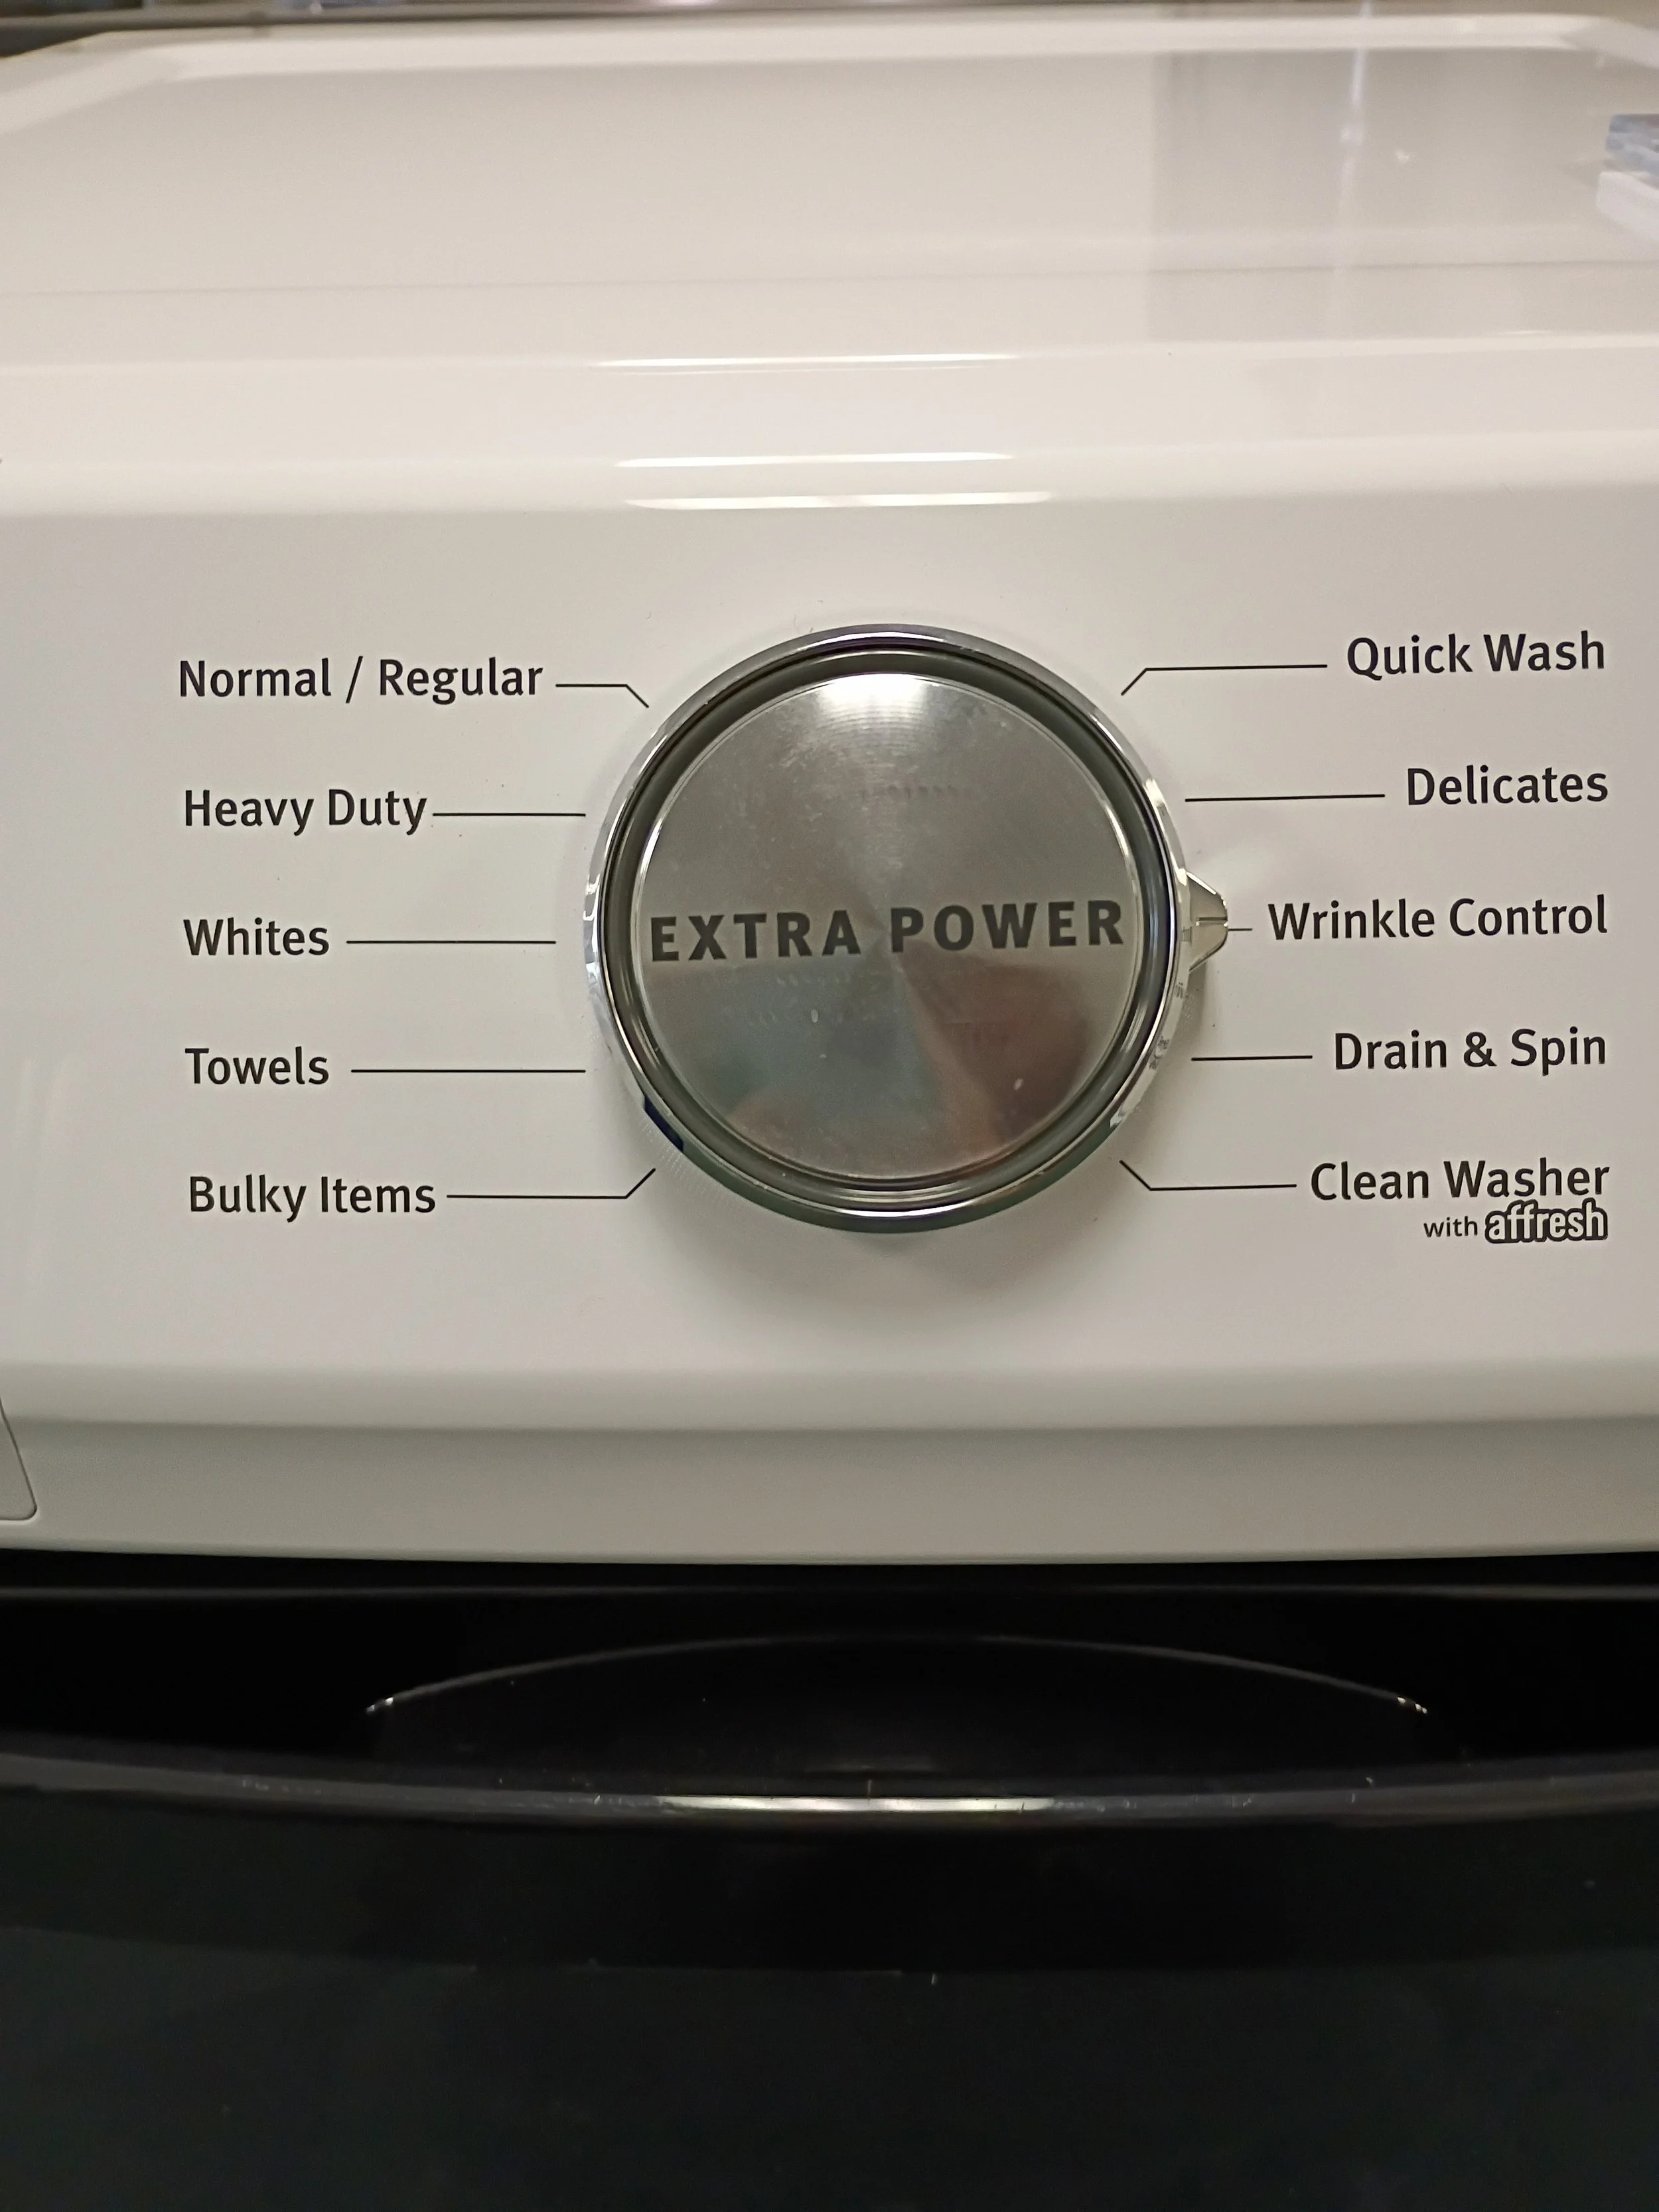 Normal / Regular
Heavy Duty
Whites
Towels
Bulky Items
EXTRA POWER
Quick Wash
Delicates
Wrinkle Control
Drain & Spin
Clean Washer
with affresh